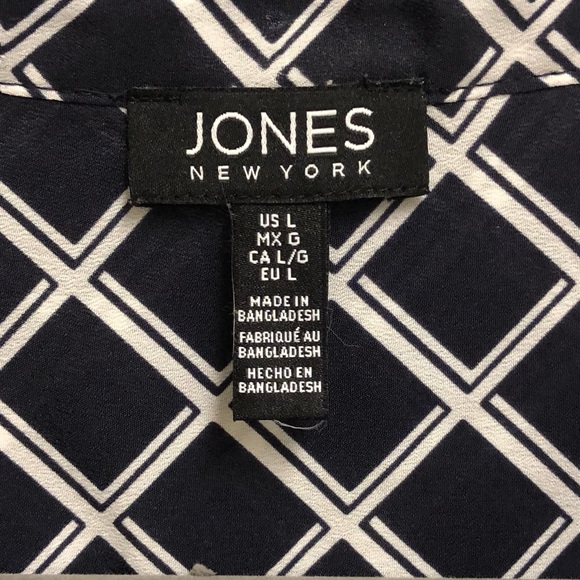 JONES
NEW YORK
US L
MX G
CA L/G
EU L
MADE IN
BANGLADESH
FABRIQUÉ AU
BANGLADESH
HECHO EN
BANGLADESH